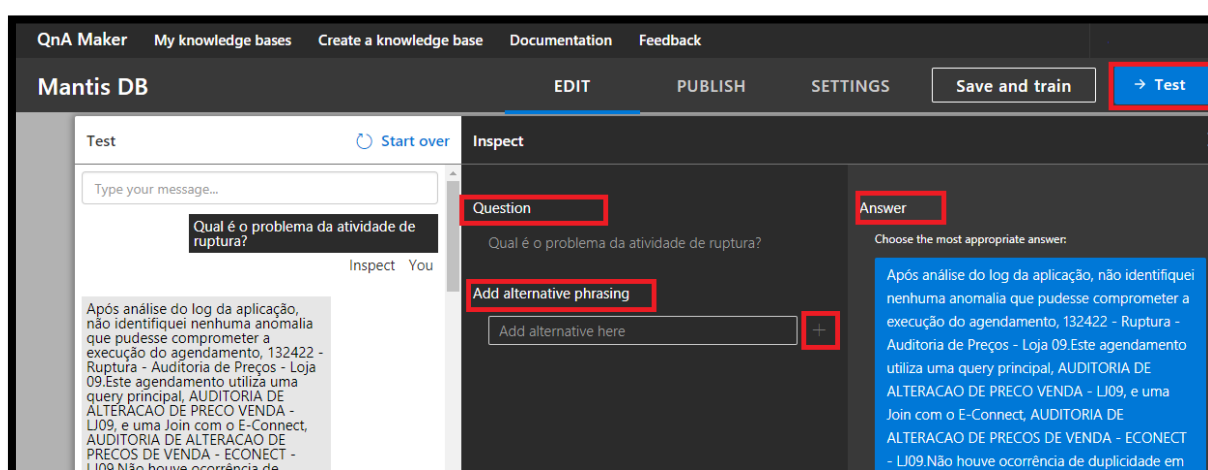 QnA Maker My knowledge bases Create a knowledge base Documentation Feedback
Mantis DB EDIT PUBLISH SETTINGS Save and train → Test
Test Start over
Type your message...
Qual é o problema da atividade de
ruptura?
Inspect You
Após análise do log da aplicação,
não identifiquei nenhuma anomalia
que pudesse comprometer a
execução do agendamento, 132422 -
Ruptura - Auditoria de Preços - Loja
09.Este agendamento utiliza uma
query principal, AUDITORIA DE
ALTERACAO DE PRECO VENDA -
LJ09, e uma Join com o E-Connect,
AUDITORIA DE ALTERACAO DE
PRECOS DE VENDA - ECONECT -
LJ09.Não houve ocorrência de
Inspect
Question
Qual é o problema da atividade de ruptura?
Add alternative phrasing
Add alternative here +
Answer
Choose the most appropriate answer:
Após análise do log da aplicação, não identifiquei
nenhuma anomalia que pudesse comprometer a
execução do agendamento, 132422 - Ruptura -
Auditoria de Preços - Loja 09.Este agendamento
utiliza uma query principal, AUDITORIA DE
ALTERACAO DE PRECO VENDA - LJ09, e uma
Join com o E-Connect, AUDITORIA DE
ALTERACAO DE PRECOS DE VENDA - ECONECT
- LJ09.Não houve ocorrência de duplicidade em